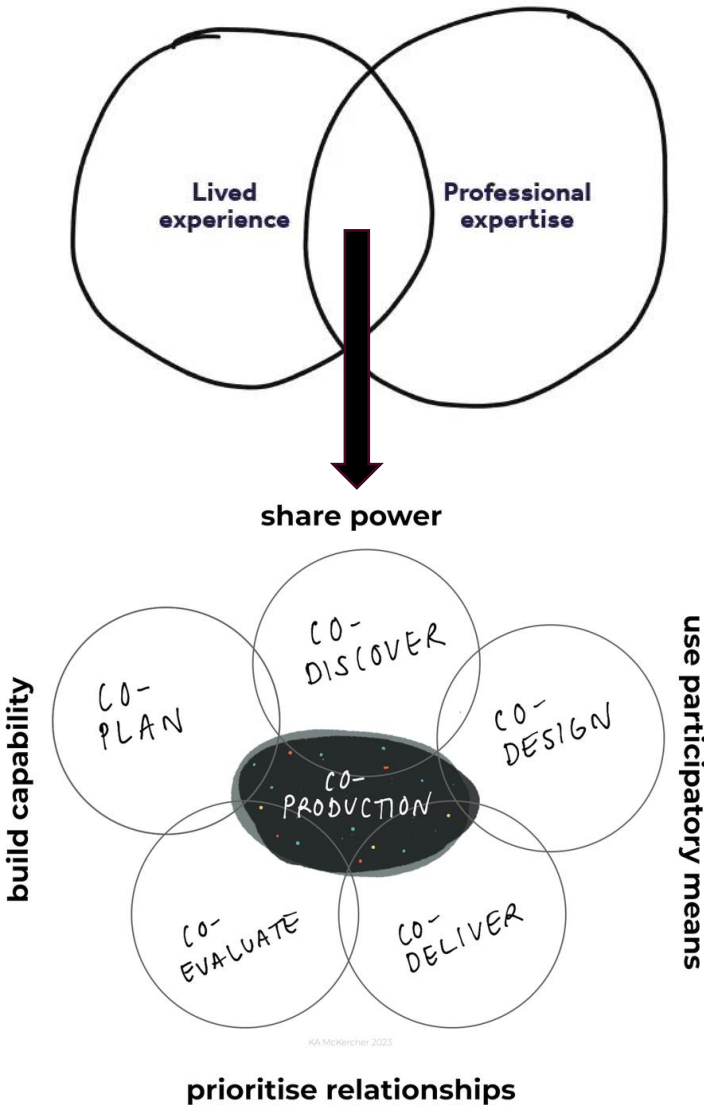 Lived
experience
Professional
expertise
share power
CO-
DISCOVER
CO-
PLAN
CO-
DESIGN
build capability
use participatory means
CO-
PRODUCTION
CO-
EVALUATE
CO-
DELIVER
KA McKercher 2023
prioritise relationships